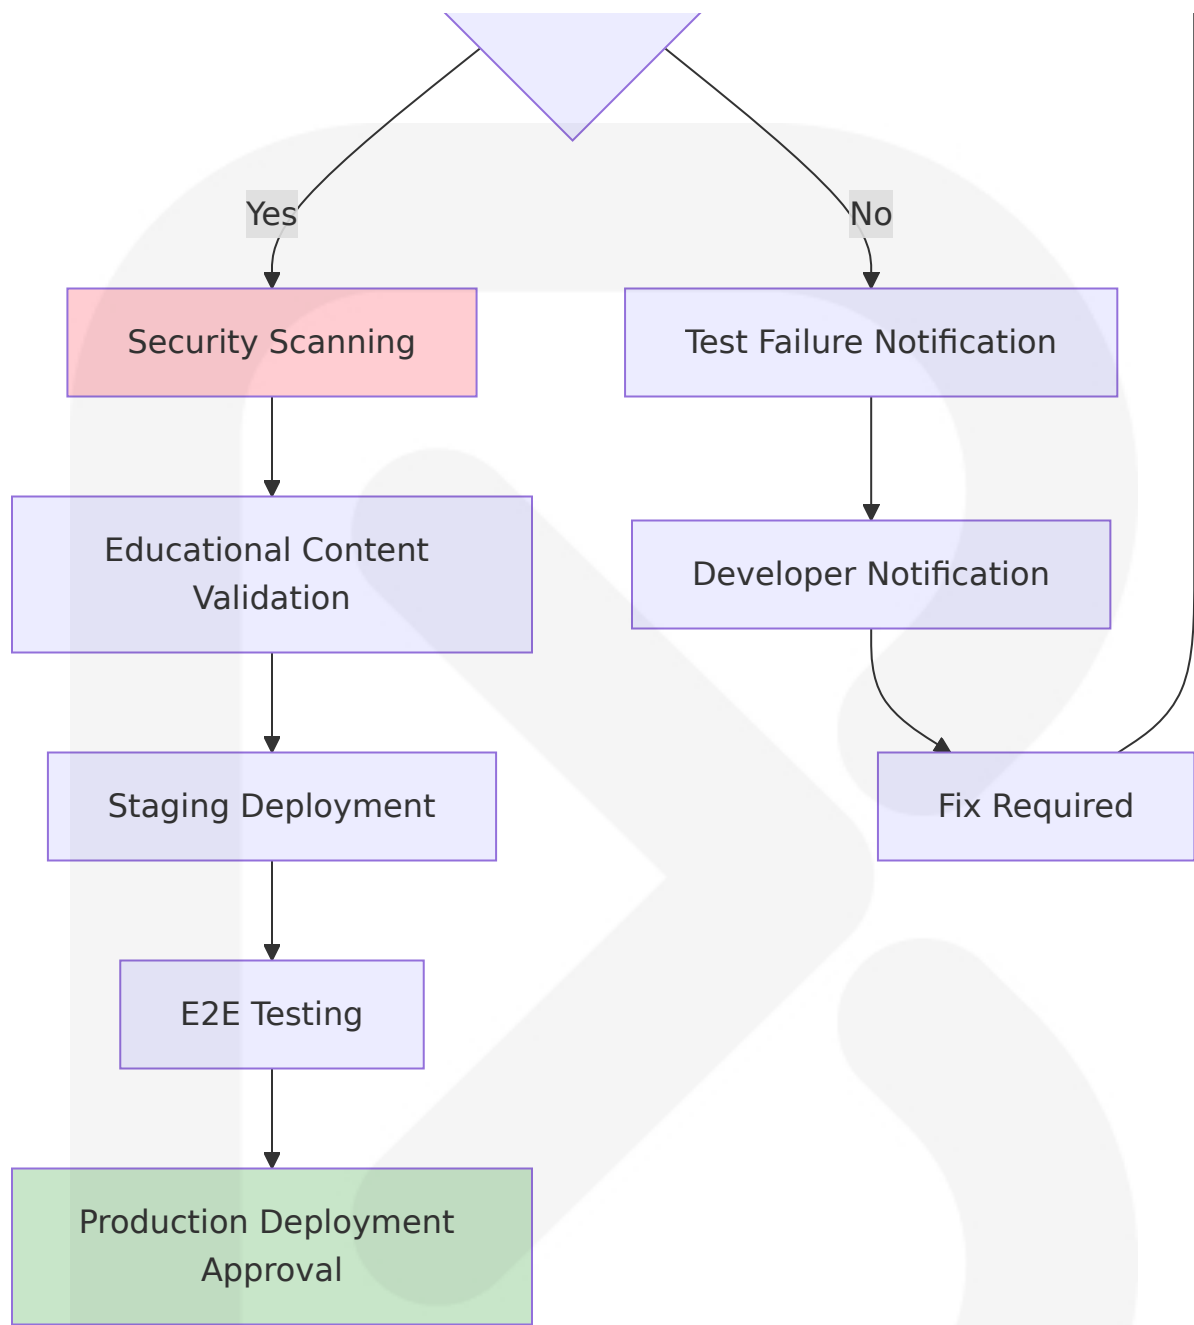 Yes
No
Security Scanning
Test Failure Notification
Educational Content
Validation
Developer Notification
Staging Deployment
Fix Required
E2E Testing
Production Deployment
Approval